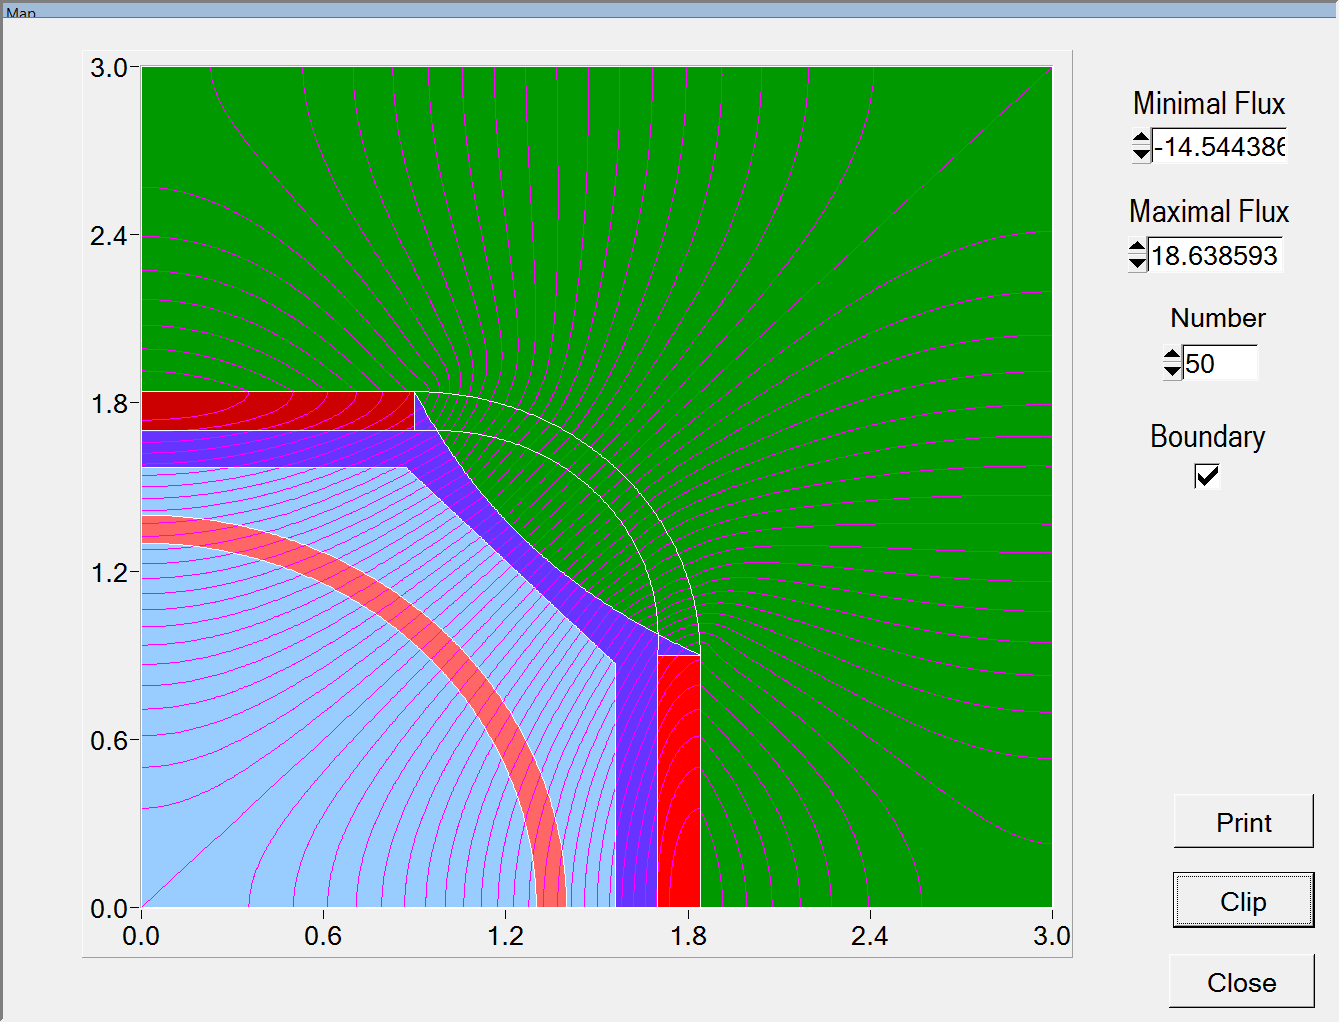 Map
3.0
2.4
1.8
1.2
0.6
0.0
0.0 0.6 1.2 1.8 2.4 3.0
Minimal Flux
-14.544386
Maximal Flux
18.638593
Number
50
Boundary
Print
Clip
Close